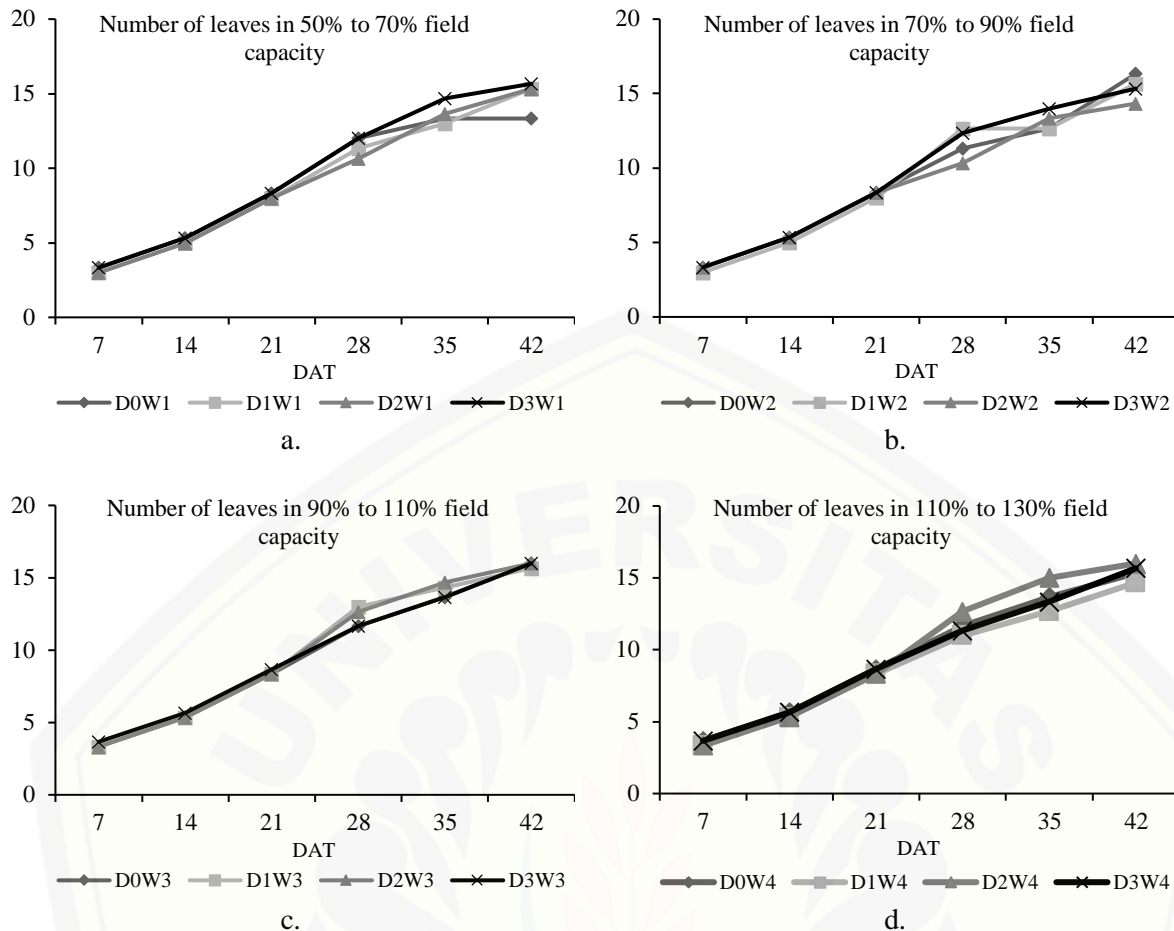 Number of leaves in 50% to 70% field
capacity
20
15
10
5
0
7 14 21 28 35 42
DAT
D0W1 D1W1 D2W1 D3W1
a.
Number of leaves in 70% to 90% field
capacity
20
15
10
5
0
7 14 21 28 35 42
DAT
D0W2 D1W2 D2W2 D3W2
b.
Number of leaves in 90% to 110% field
capacity
20
15
10
5
0
7 14 21 28 35 42
DAT
D0W3 D1W3 D2W3 D3W3
c.
Number of leaves in 110% to 130% field
capacity
20
15
10
5
0
7 14 21 28 35 42
DAT
D0W4 D1W4 D2W4 D3W4
d.
UNIVERSITAS